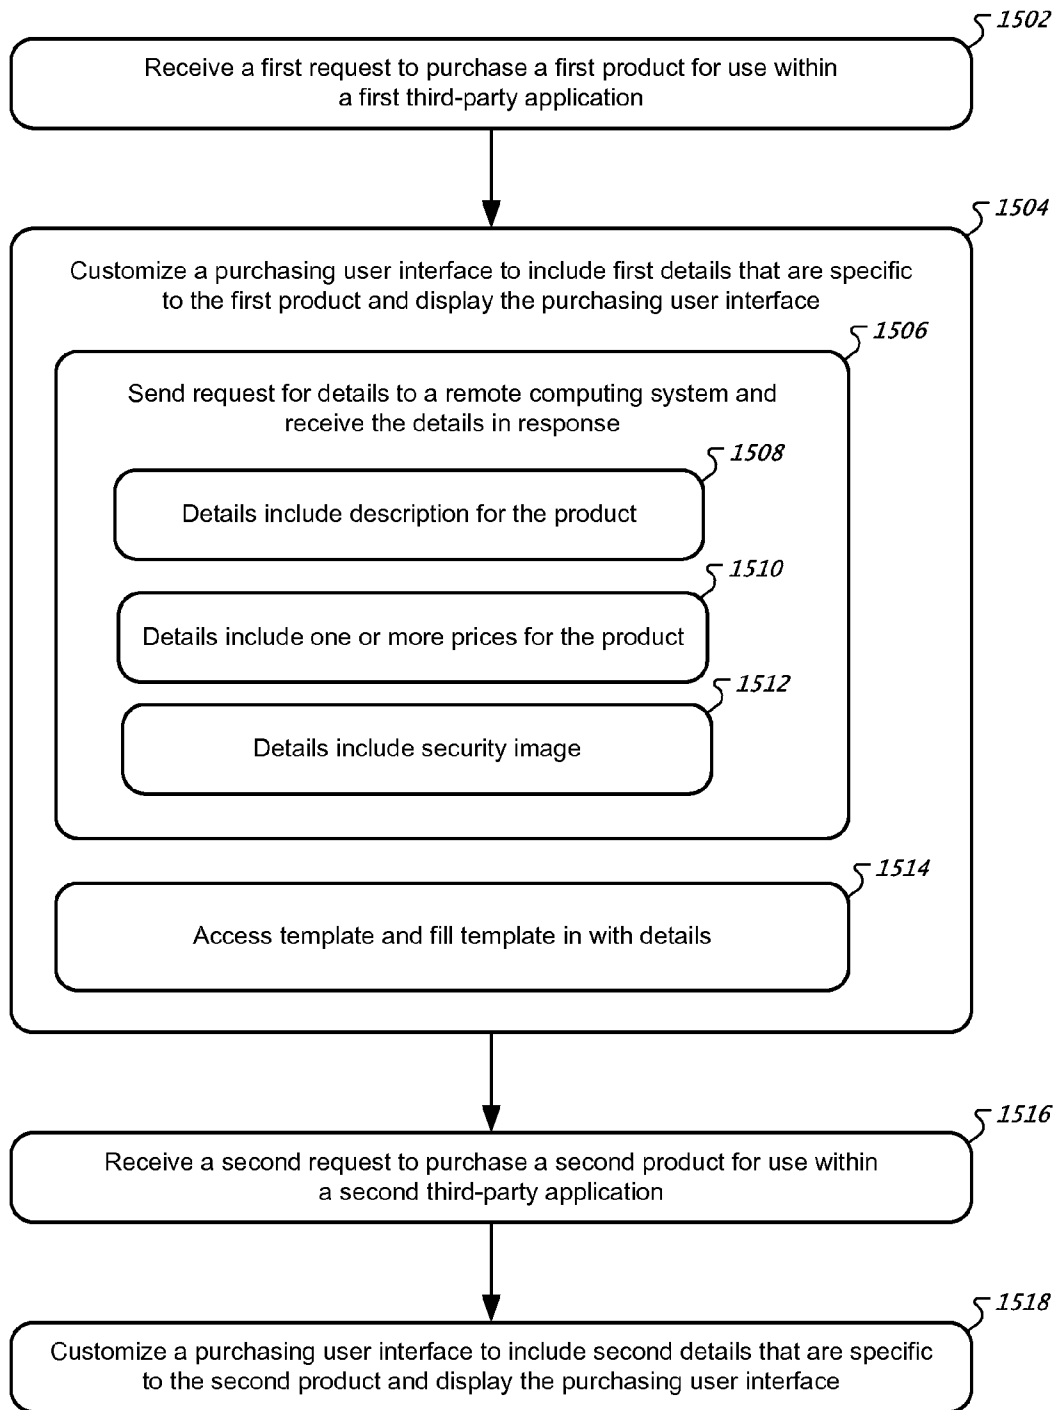 1502
Receive a first request to purchase a first product for use within
a first third-party application
1504
Customize a purchasing user interface to include first details that are specific
to the first product and display the purchasing user interface
1506
Send request for details to a remote computing system and
receive the details in response
1508
Details include description for the product
1510
Details include one or more prices for the product
1512
Details include security image
1514
Access template and fill template in with details
1516
Receive a second request to purchase a second product for use within
a second third-party application
1518
Customize a purchasing user interface to include second details that are specific
to the second product and display the purchasing user interface